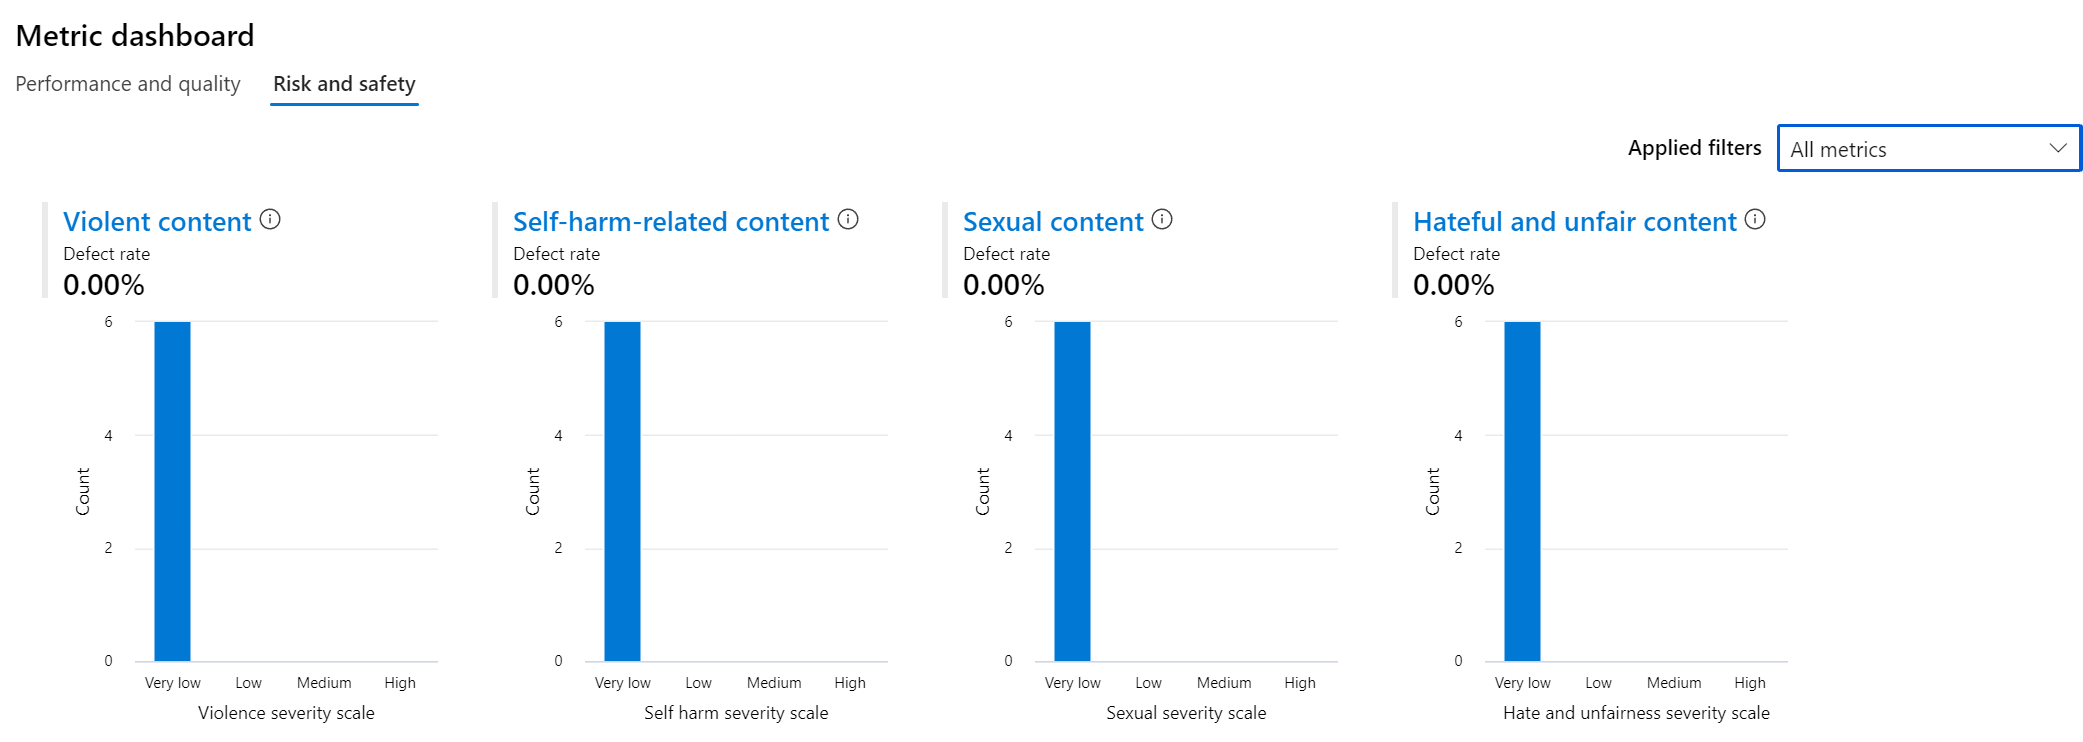 Metric dashboard
Performance and quality
Risk and safety
Applied filters
All metrics
Violent content
Defect rate
0.00%
6
4
2
0
Count
Very low Low Medium High
Violence severity scale
Self-harm-related content
Defect rate
0.00%
6
4
2
0
Count
Very low Low Medium High
Self harm severity scale
Sexual content
Defect rate
0.00%
6
4
2
0
Count
Very low Low Medium High
Sexual severity scale
Hateful and unfair content
Defect rate
0.00%
6
4
2
0
Count
Very low Low Medium High
Hate and unfairness severity scale